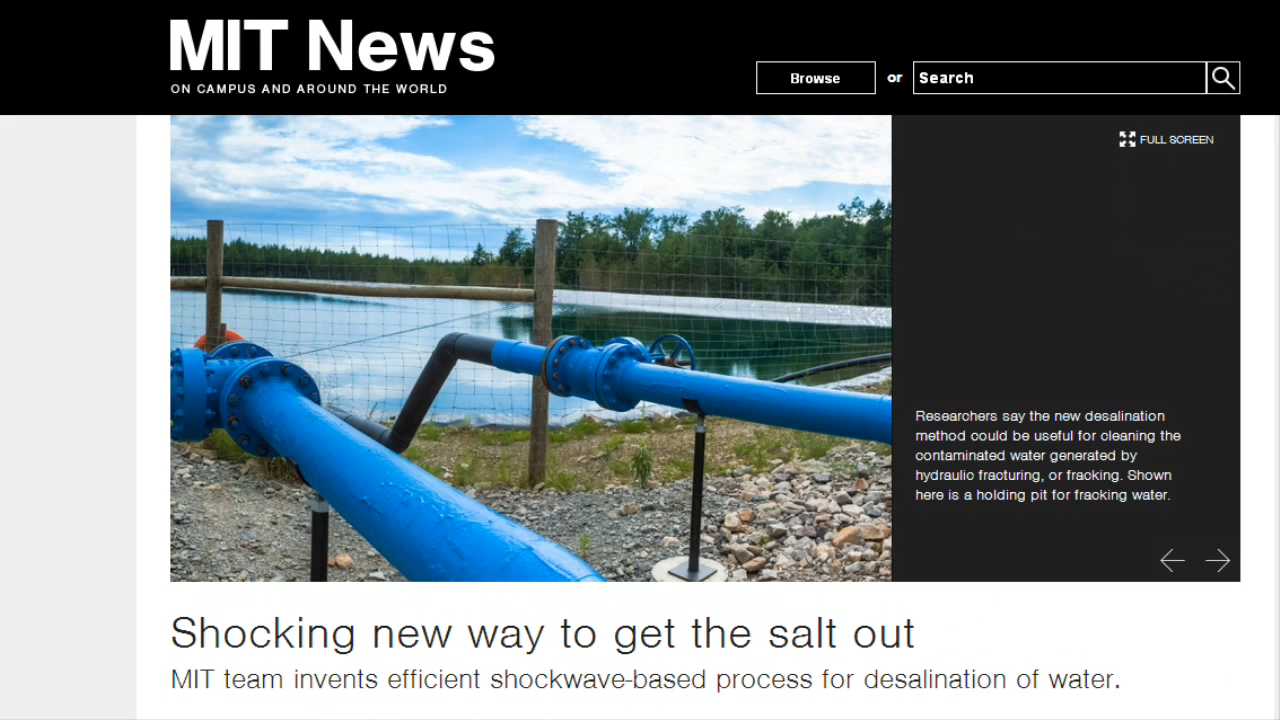 MIT News
ON CAMPUS AND AROUND THE WORLD
Browse or Search
FULL SCREEN
Researchers say the new desalination
method could be useful for cleaning the
contaminated water generated by
hydraulic fracturing, or fracking. Shown
here is a holding pit for fracking water.
Shocking new way to get the salt out
MIT team invents efficient shockwave-based process for desalination of water.